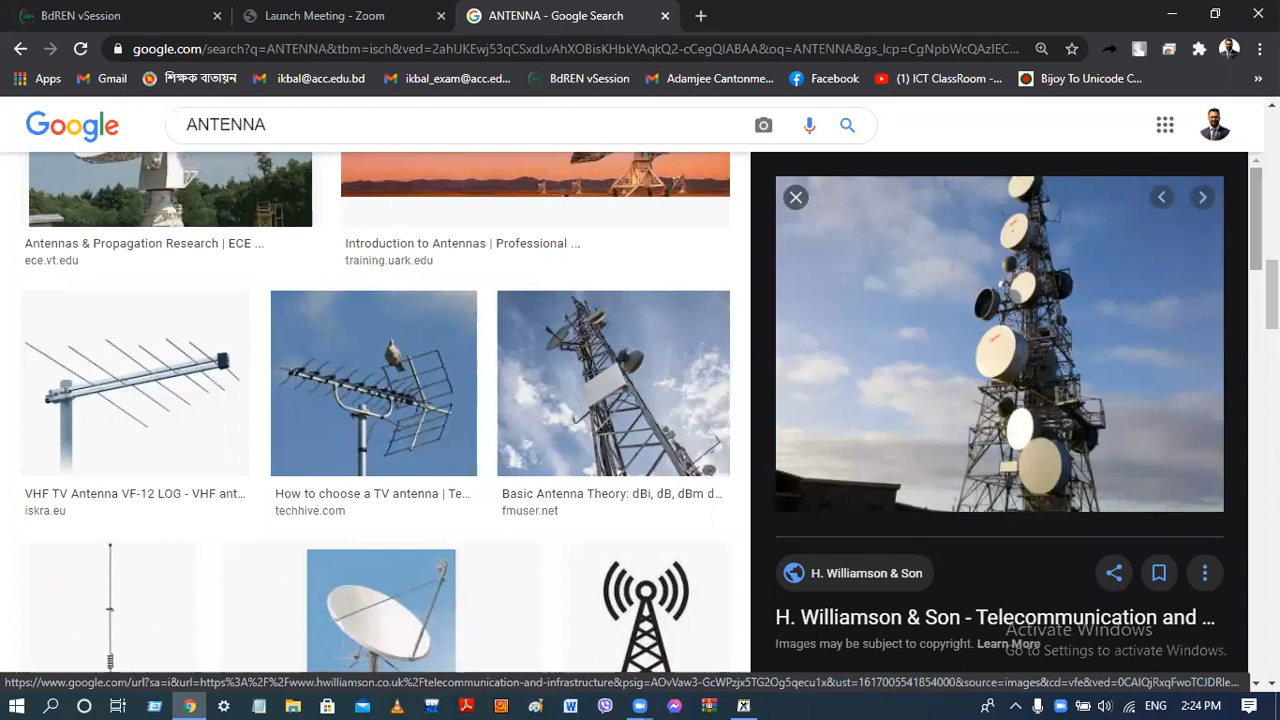 BdREN vSession
Launch Meeting - Zoom
ANTENNA - Google Search
google.com/search?q=ANTENNA&tbm=isch&ved=2ahUKEwj53qCSxdLvAhXOBisKHbkYAqkQ2-cCegQIABAA&oq=ANTENNA&gs_lcp=CgNpbWcQAzIEC...
Apps
Gmail
শিক্ষক বাতায়ন
ikbal@acc.edu.bd
ikbal_exam@acc.ed...
BdREN vSession
Adamjee Cantonme...
Facebook
(1) ICT ClassRoom -...
Bijoy To Unicode C...
»
Google
ANTENNA
Antennas & Propagation Research | ECE ...
ece.vt.edu
Introduction to Antennas | Professional ...
training.uark.edu
VHF TV Antenna VF-12 LOG - VHF ant...
iskra.eu
How to choose a TV antenna | Te...
techhive.com
Basic Antenna Theory: dBi, dB, dBm d...
fmuser.net
H. Williamson & Son
H. Williamson & Son - Telecommunication and ...
Images may be subject to copyright. Learn More
Activate Windows
Go to Settings to activate Windows.
https://www.google.com/url?sa=i&url=https%3A%2F%2Fwww.hwilliamson.co.uk%2Ftelecommunication-and-infrastructure&psig=AOvVaw3-GcWPzjx5TG2Og5qecu1x&ust=1617005541854000&source=images&cd=vfe&ved=0CAIQjRxqFwoTCJDRle...
ENG
2:24 PM